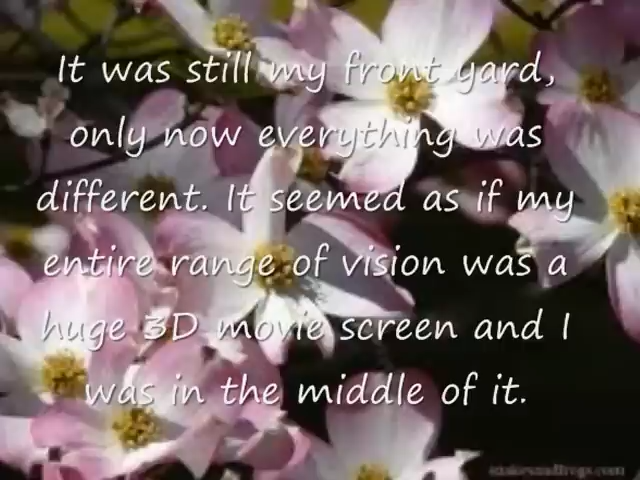 It was still my front yard,
only now everything was
different. It seemed as if my
entire range of vision was a
huge 3D movie screen and I
was in the middle of it.